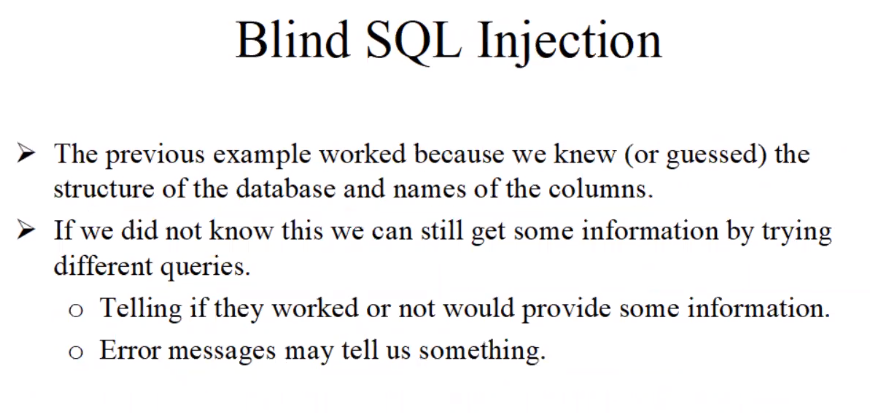 Blind SQL Injection
➢ The previous example worked because we knew (or guessed) the
structure of the database and names of the columns.
➢ If we did not know this we can still get some information by trying
different queries.
o Telling if they worked or not would provide some information.
o Error messages may tell us something.